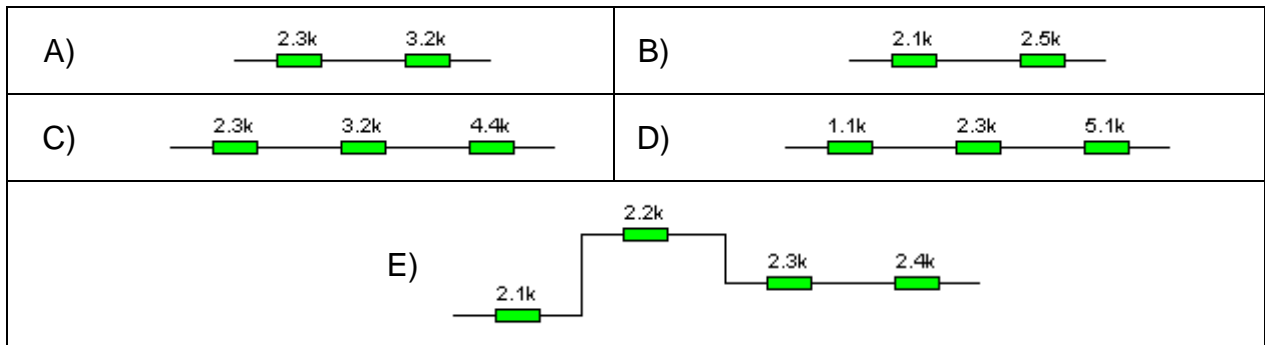 A) 2.3k 3.2k
B) 2.1k 2.5k
C) 2.3k 3.2k 4.4k
D) 1.1k 2.3k 5.1k
E) 2.1k 2.2k 2.3k 2.4k